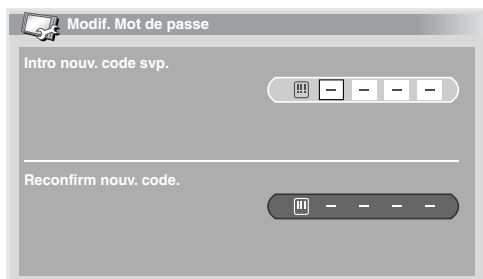 Modif. Mot de passe
Intro nouv. code svp.
– – – –
Reconfirm nouv. code.
– – – –